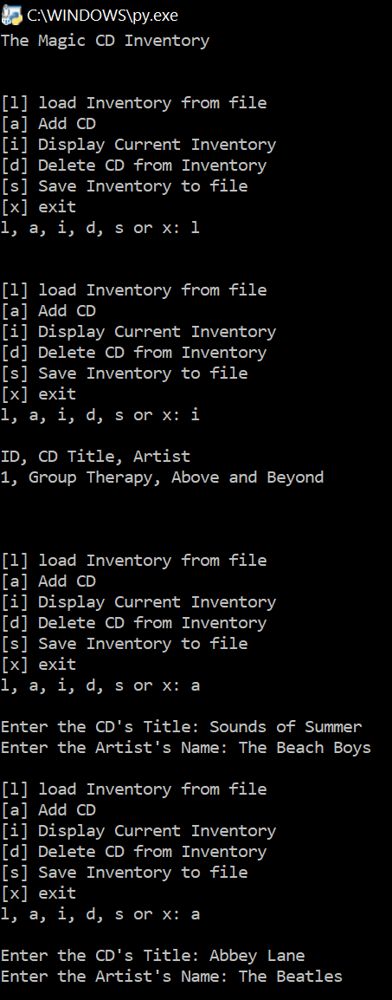 C:\WINDOWS\py.exe
The Magic CD Inventory
[l] load Inventory from file
[a] Add CD
[i] Display Current Inventory
[d] Delete CD from Inventory
[s] Save Inventory to file
[x] exit
l, a, i, d, s or x: l
[l] load Inventory from file
[a] Add CD
[i] Display Current Inventory
[d] Delete CD from Inventory
[s] Save Inventory to file
[x] exit
l, a, i, d, s or x: i
ID, CD Title, Artist
1, Group Therapy, Above and Beyond
[l] load Inventory from file
[a] Add CD
[i] Display Current Inventory
[d] Delete CD from Inventory
[s] Save Inventory to file
[x] exit
l, a, i, d, s or x: a
Enter the CD's Title: Sounds of Summer
Enter the Artist's Name: The Beach Boys
[l] load Inventory from file
[a] Add CD
[i] Display Current Inventory
[d] Delete CD from Inventory
[s] Save Inventory to file
[x] exit
l, a, i, d, s or x: a
Enter the CD's Title: Abbey Lane
Enter the Artist's Name: The Beatles